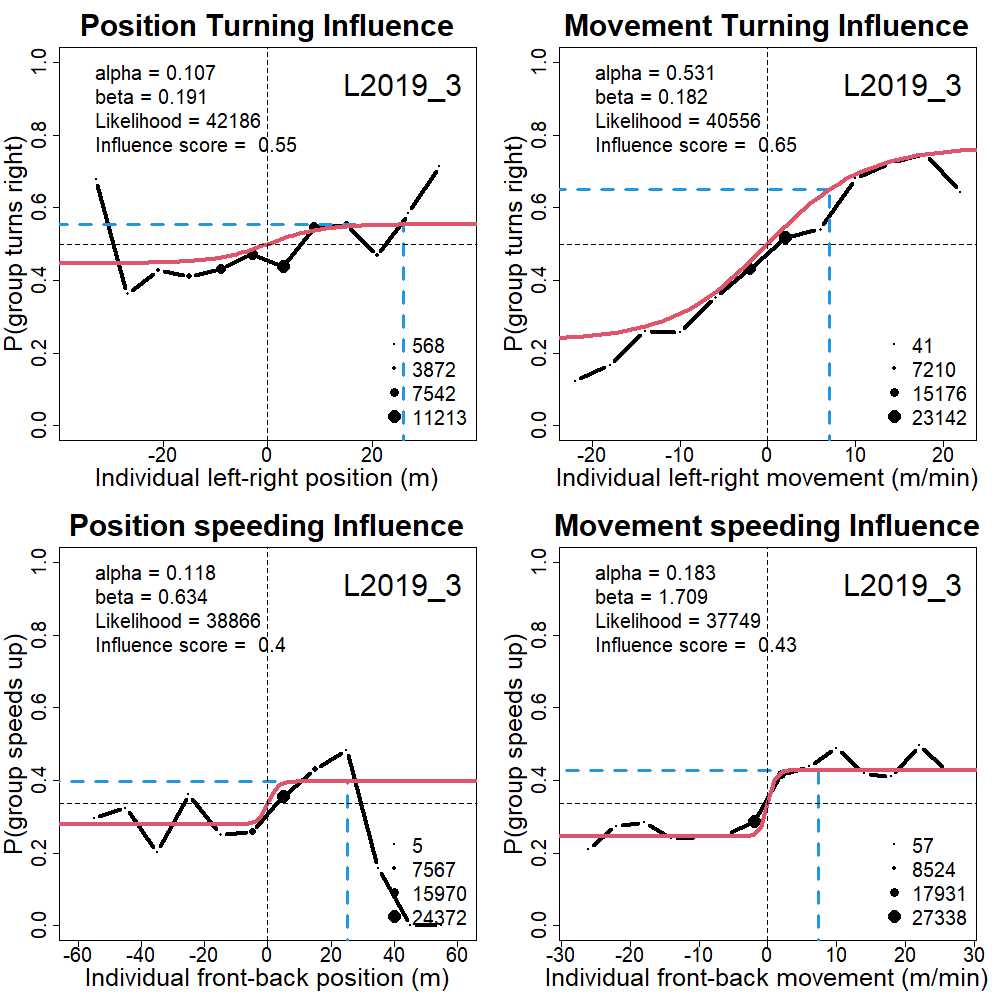 Position Turning Influence
alpha = 0.107
beta = 0.191
Likelihood = 42186
Influence score = 0.55
L2019_3
P(group turns right)
1.0
0.8
0.6
0.4
0.2
0.0
568
3872
7542
11213
-20 0 20
Individual left-right position (m)
Movement Turning Influence
alpha = 0.531
beta = 0.182
Likelihood = 40556
Influence score = 0.65
L2019_3
P(group turns right)
1.0
0.8
0.6
0.4
0.2
0.0
41
7210
15176
23142
-20 -10 0 10 20
Individual left-right movement (m/min)
Position speeding Influence
alpha = 0.118
beta = 0.634
Likelihood = 38866
Influence score = 0.4
L2019_3
P(group speeds up)
1.0
0.8
0.6
0.4
0.2
0.0
5
7567
15970
24372
-60 -40 -20 0 20 40 60
Individual front-back position (m)
Movement speeding Influence
alpha = 0.183
beta = 1.709
Likelihood = 37749
Influence score = 0.43
L2019_3
P(group speeds up)
1.0
0.8
0.6
0.4
0.2
0.0
57
8524
17931
27338
-30 -20 -10 0 10 20 30
Individual front-back movement (m/min)